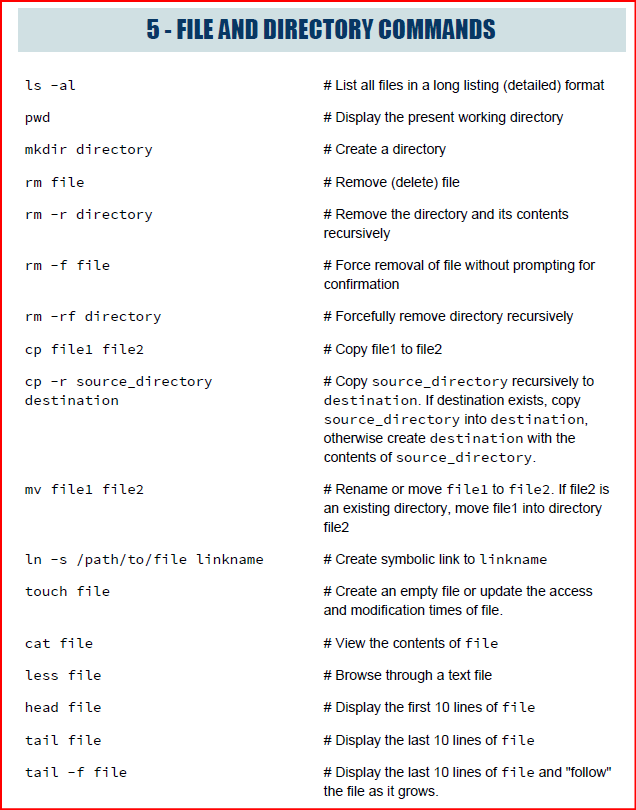 5 - FILE AND DIRECTORY COMMANDS
ls -al # List all files in a long listing (detailed) format
pwd # Display the present working directory
mkdir directory # Create a directory
rm file # Remove (delete) file
rm -r directory # Remove the directory and its contents
recursively
rm -f file # Force removal of file without prompting for
confirmation
rm -rf directory # Forcefully remove directory recursively
cp file1 file2 # Copy file1 to file2
cp -r source_directory # Copy source_directory recursively to
destination destination. If destination exists, copy
source_directory into destination,
otherwise create destination with the
contents of source_directory.
mv file1 file2 # Rename or move file1 to file2. If file2 is
an existing directory, move file1 into directory
file2
ln -s /path/to/file linkname # Create symbolic link to linkname
touch file # Create an empty file or update the access
and modification times of file.
cat file # View the contents of file
less file # Browse through a text file
head file # Display the first 10 lines of file
tail file # Display the last 10 lines of file
tail -f file # Display the last 10 lines of file and "follow"
the file as it grows.